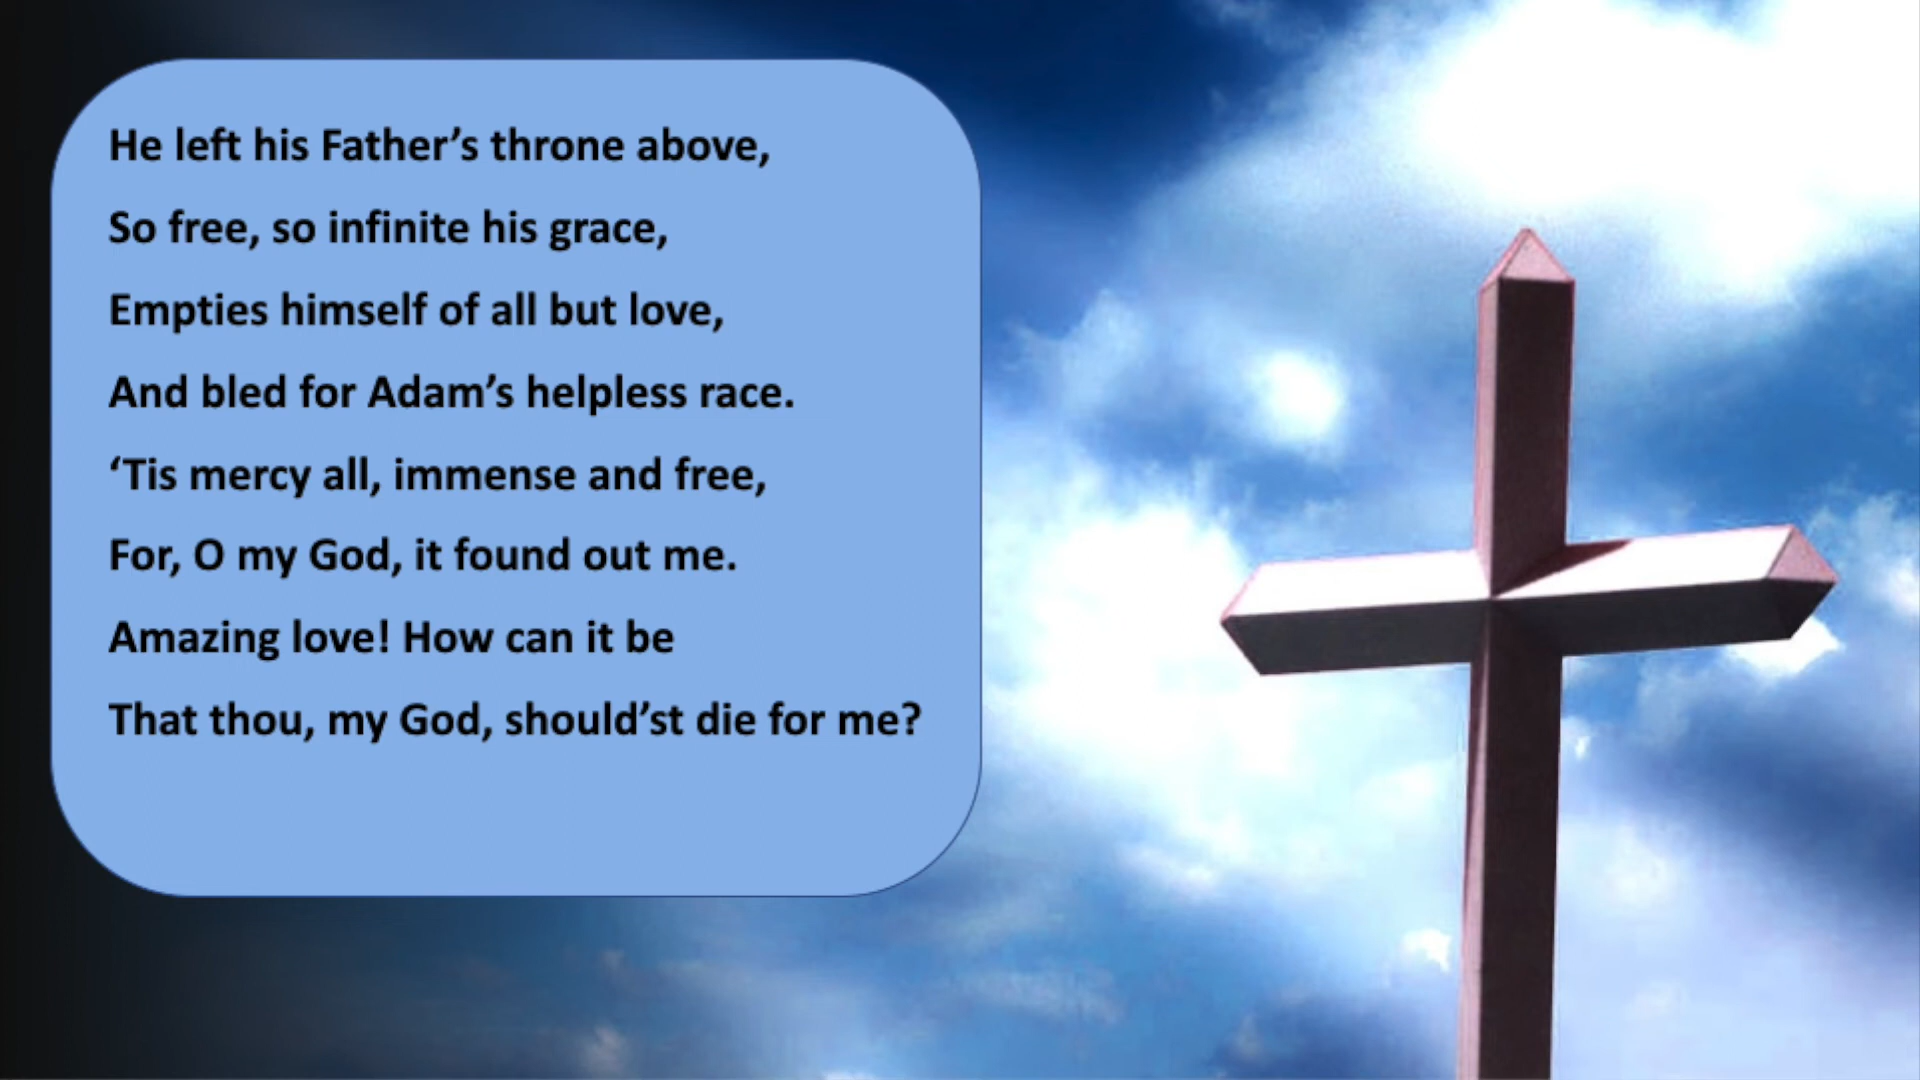 He left his Father’s throne above,
So free, so infinite his grace,
Empties himself of all but love,
And bled for Adam’s helpless race.
‘Tis mercy all, immense and free,
For, O my God, it found out me.
Amazing love! How can it be
That thou, my God, should’st die for me?